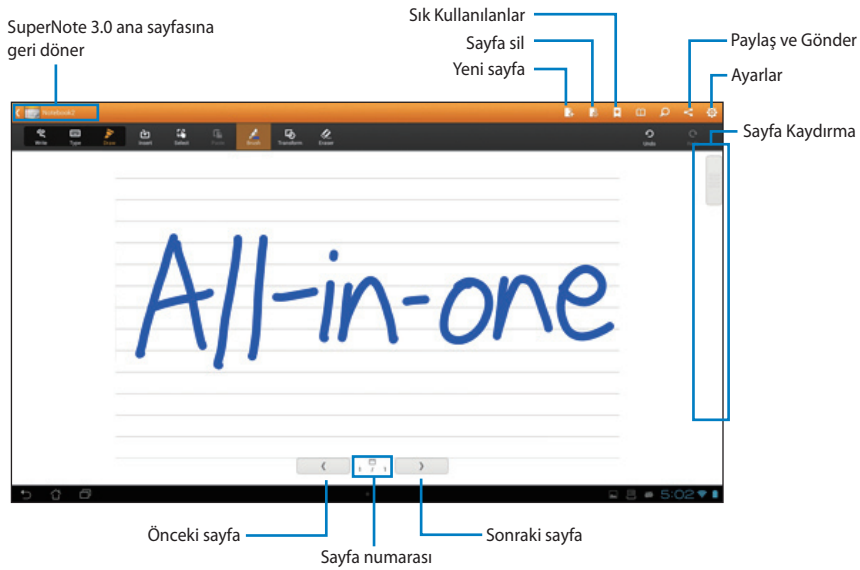 SuperNote 3.0 ana sayfasına
geri döner
Sık Kullanılanlar
Sayfa sil
Yeni sayfa
Paylaş ve Gönder
Ayarlar
Sayfa Kaydırma
Notebook2
Write Type Draw Insert Select Paste Brush Transform Eraser Undo
All-in-one
5:02
Önceki sayfa
Sonraki sayfa
Sayfa numarası